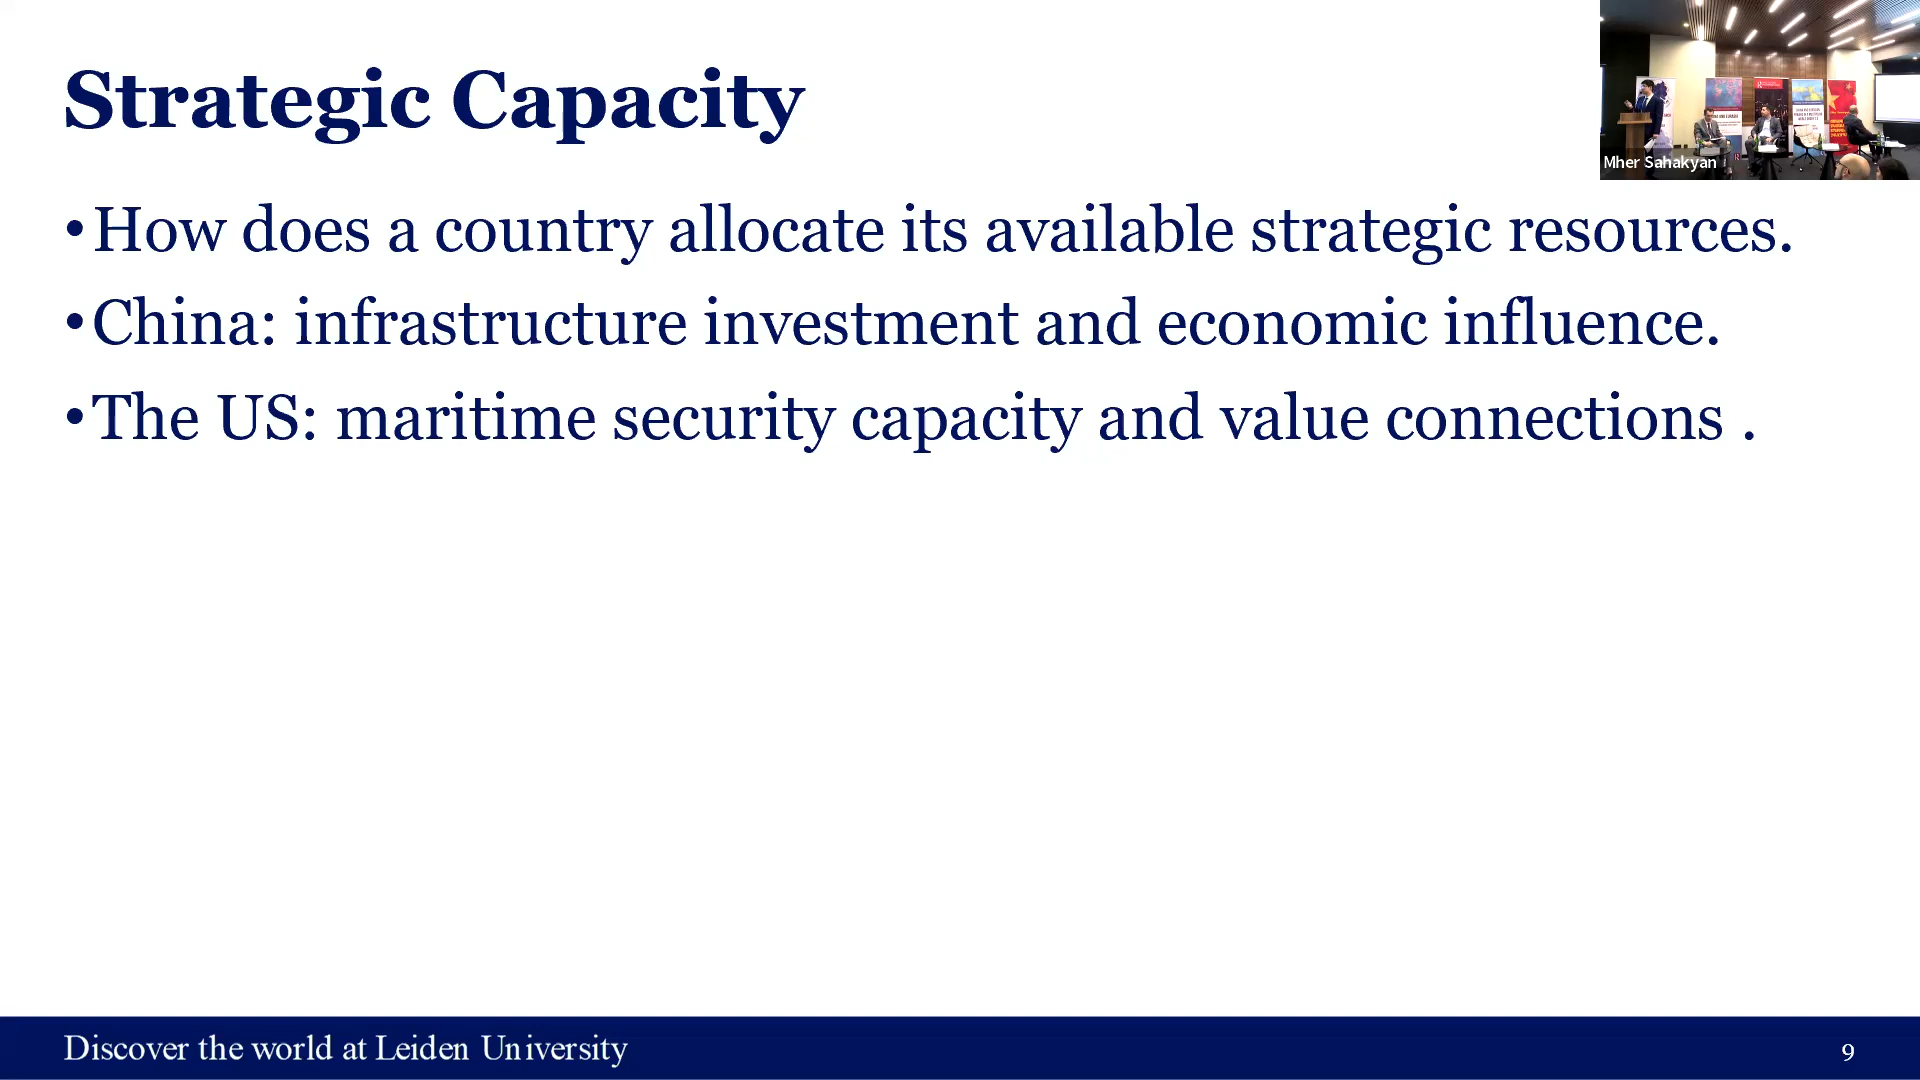 Strategic Capacity
•How does a country allocate its available strategic resources.
•China: infrastructure investment and economic influence.
•The US: maritime security capacity and value connections .
Mher Sahakyan
Discover the world at Leiden University
9